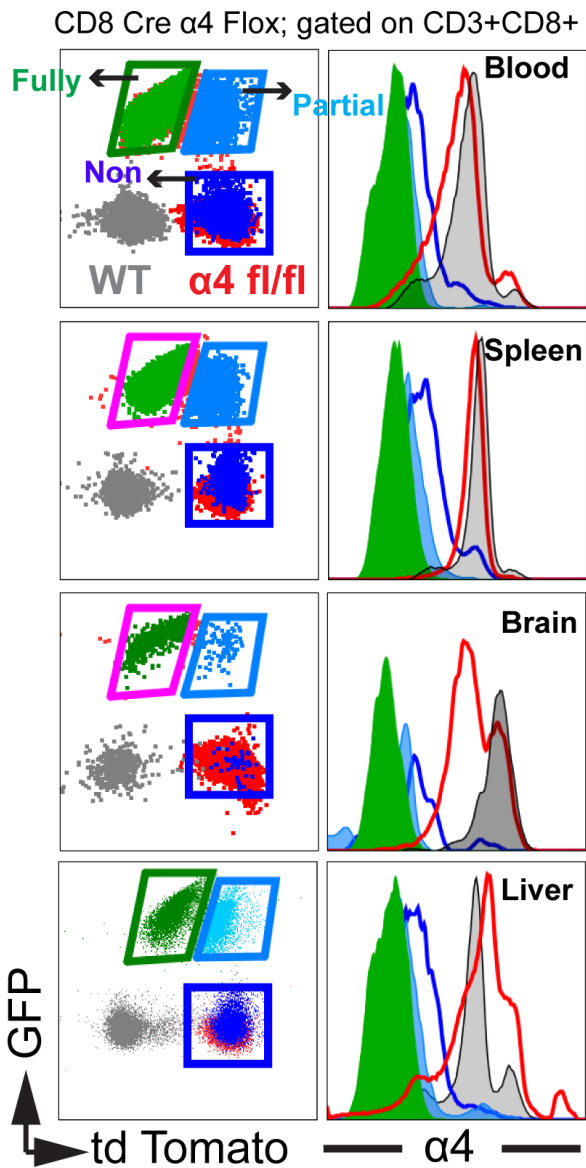 CD8 Cre α4 Flox; gated on CD3+CD8+
Fully
Partial
Non
WT
α4 fl/fl
Blood
Spleen
Brain
Liver
GFP
td Tomato
α4